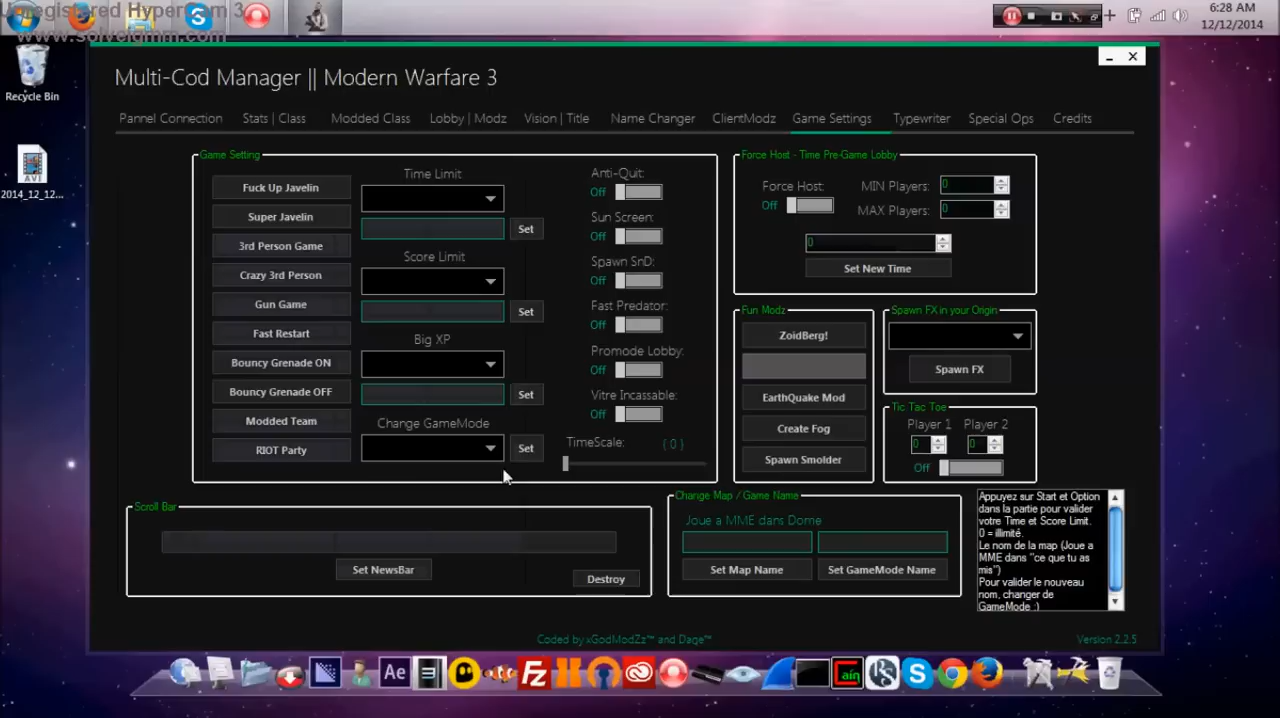 Unregistered HyperCam 3
www.solveigmm.com
6:28 AM
12/12/2014
Recycle Bin
AVI
2014_12_12...
Multi-Cod Manager || Modern Warfare 3
Pannel Connection
Stats | Class
Modded Class
Lobby | Modz
Vision | Title
Name Changer
ClientModz
Game Settings
Typewriter
Special Ops
Credits
Game Setting
Fuck Up Javelin
Super Javelin
3rd Person Game
Crazy 3rd Person
Gun Game
Fast Restart
Bouncy Grenade ON
Bouncy Grenade OFF
Modded Team
RIOT Party
Time Limit
Set
Score Limit
Set
Big XP
Set
Change GameMode
Set
Anti-Quit:
Off
Sun Screen:
Off
Spawn SnD:
Off
Fast Predator:
Off
Promode Lobby:
Off
Vitre Incassable:
Off
TimeScale:
( 0 )
Force Host - Time Pre-Game Lobby
Force Host:
Off
MIN Players:
0
MAX Players:
0
0
Set New Time
Fun Modz
ZoidBerg!
EarthQuake Mod
Create Fog
Spawn Smolder
Spawn FX in your Origin
Spawn FX
Tic Tac Toe
Player 1
Player 2
0
0
Off
Scroll Bar
Set NewsBar
Destroy
Change Map / Game Name
Joue a MME dans Dome
Set Map Name
Set GameMode Name
Appuyez sur Start et Option
dans la partie pour valider
votre Time et Score Limit.
0 = illimité.
Le nom de la map (Joue a
MME dans "ce que tu as
mis")
Pour valider le nouveau
nom, changer de
GameMode :)
Coded by xGodModZz™ and Dage™
Version 2.2.5
Ae
FZ
Cain